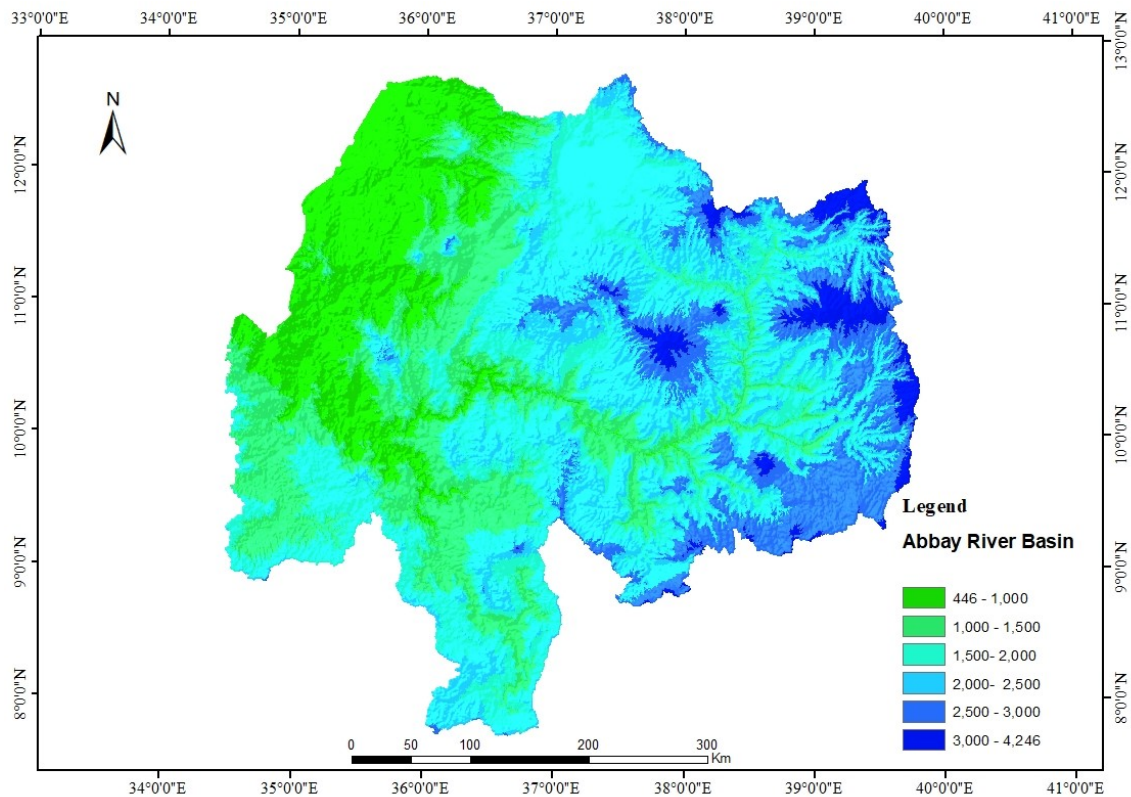 33°0'0"E 34°0'0"E 35°0'0"E 36°0'0"E 37°0'0"E 38°0'0"E 39°0'0"E 40°0'0"E 41°0'0"E
N
13°0'0"N
12°0'0"N
12°0'0"N
11°0'0"N
11°0'0"N
10°0'0"N
10°0'0"N
9°0'0"N
9°0'0"N
8°0'0"N
8°0'0"N
Legend
Abbay River Basin
446 - 1,000
1,000 - 1,500
1,500- 2,000
2,000- 2,500
2,500 - 3,000
3,000 - 4,246
0 50 100 200 300
Km
34°0'0"E 35°0'0"E 36°0'0"E 37°0'0"E 38°0'0"E 39°0'0"E 40°0'0"E 41°0'0"E